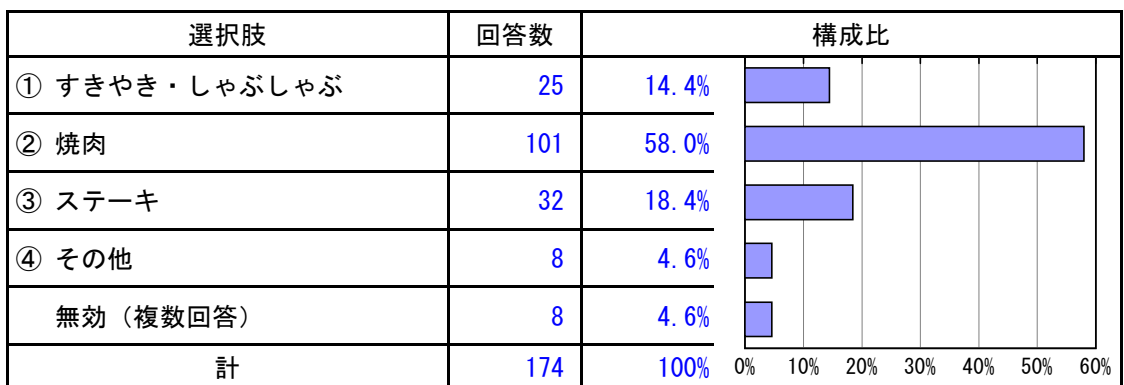 選択肢 回答数 構成比
① すきやき・しゃぶしゃぶ 25 14.4%
② 焼肉 101 58.0%
③ ステーキ 32 18.4%
④ その他 8 4.6%
無効（複数回答） 8 4.6%
計 174 100% 0% 10% 20% 30% 40% 50% 60%